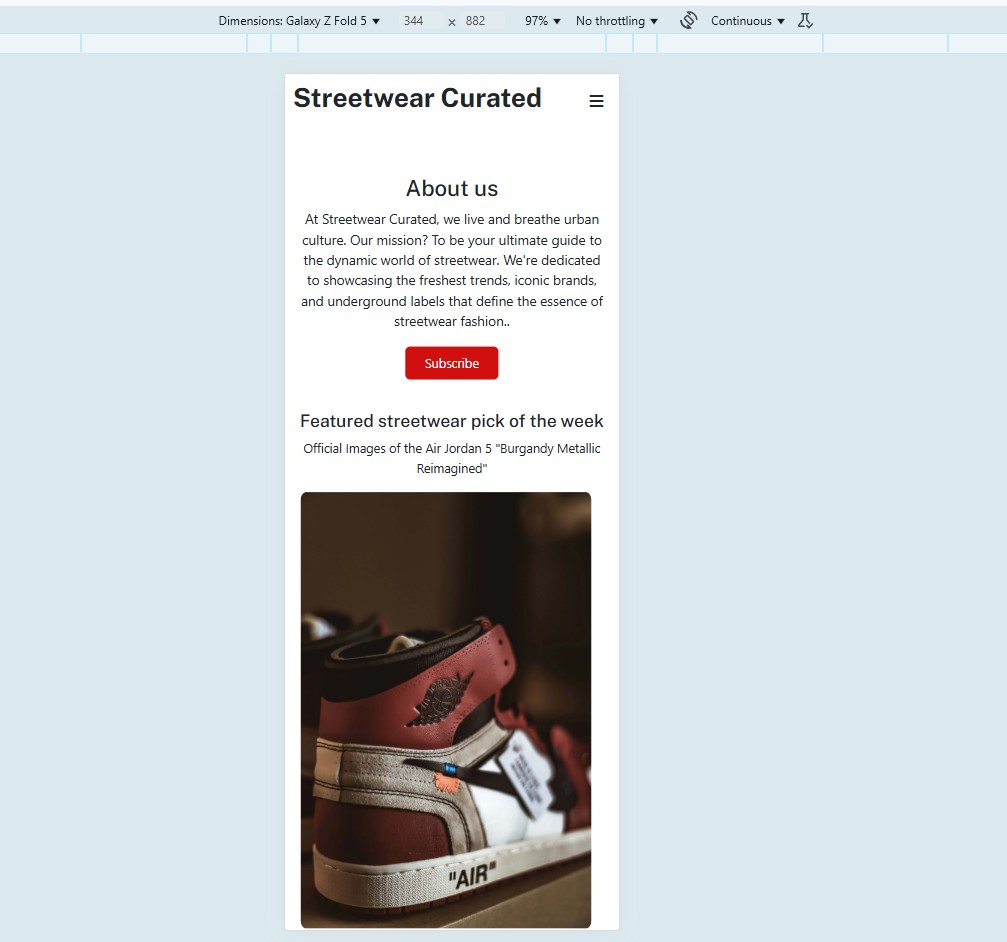 Dimensions: Galaxy Z Fold 5 344 × 882 97% No throttling Continuous
Streetwear Curated
About us
At Streetwear Curated, we live and breathe urban
culture. Our mission? To be your ultimate guide to
the dynamic world of streetwear. We're dedicated
to showcasing the freshest trends, iconic brands,
and underground labels that define the essence of
streetwear fashion..
Subscribe
Featured streetwear pick of the week
Official Images of the Air Jordan 5 "Burgandy Metallic
Reimagined"
"AIR"